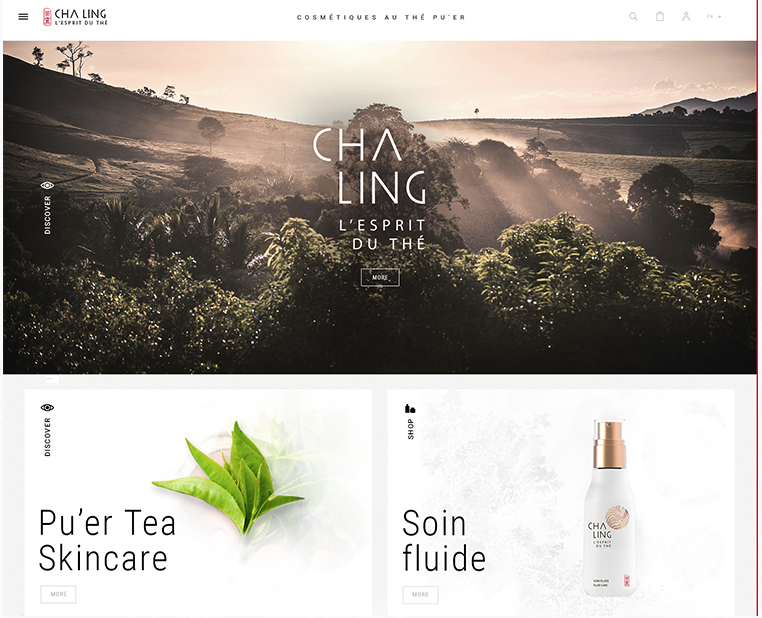 CHA LING
L'ESPRIT DU THÉ
COSMÉTIQUES AU THÉ PU'ER
DISCOVER
CHA
LING
L'ESPRIT
DU THÉ
MORE
DISCOVER
Pu'er Tea
Skincare
MORE
SHOP
Soin
fluide
MORE
CHA
LING
L'ESPRIT
DU THÉ
SOIN FLUIDE
FLUID CARE